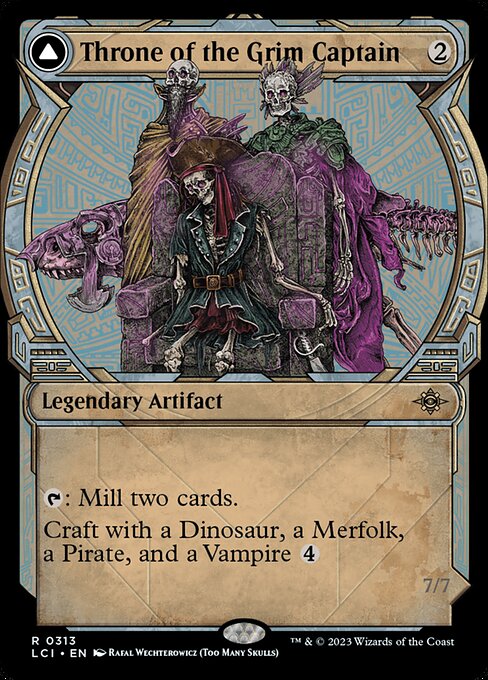 Throne of the Grim Captain 2
Legendary Artifact
: Mill two cards.
Craft with a Dinosaur, a Merfolk,
a Pirate, and a Vampire 4
7/7
R 0313
LCI • EN Rafal Wechterowicz (Too Many Skulls)
™ & © 2023 Wizards of the Coast